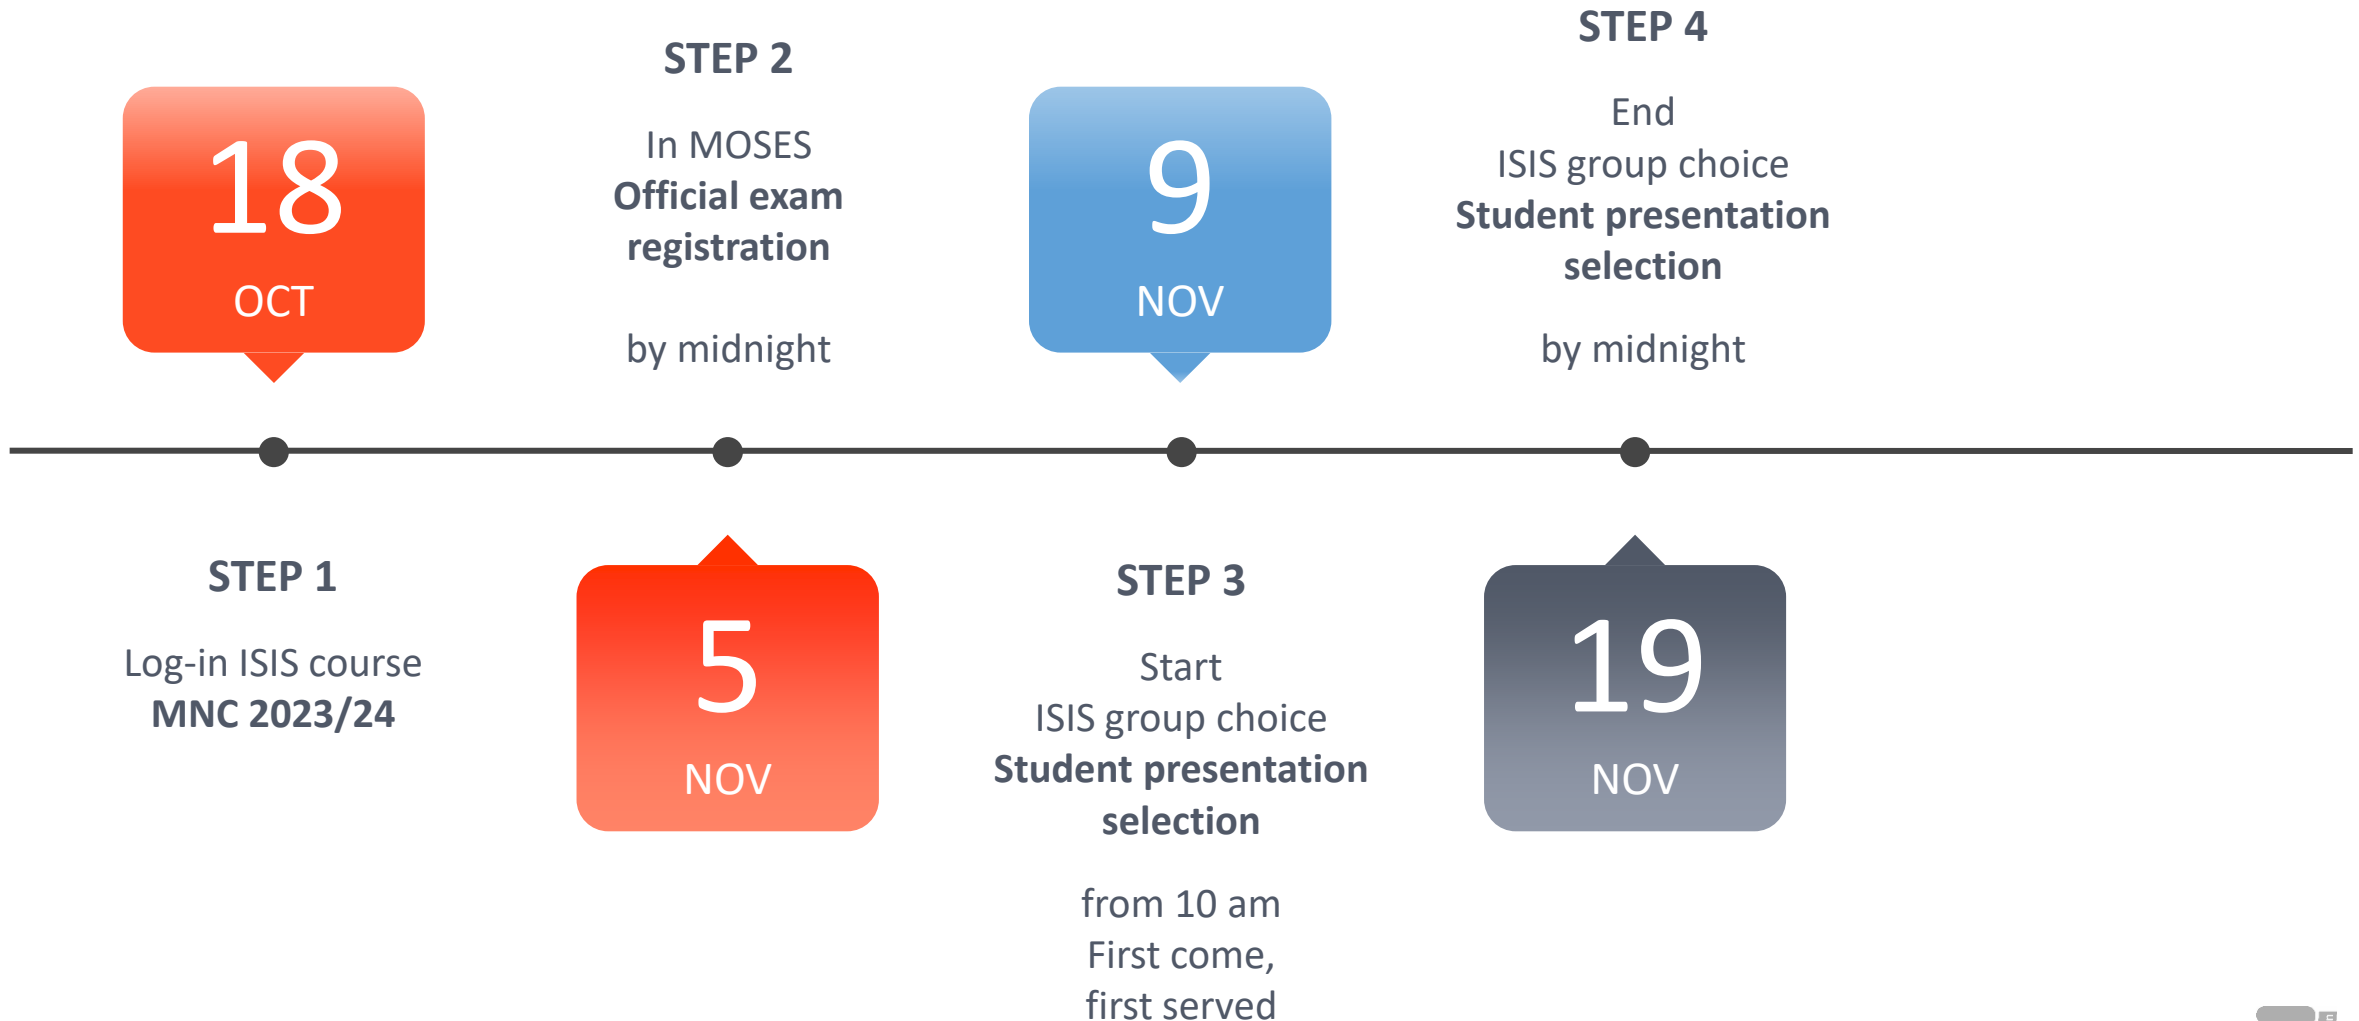 18
OCT
STEP 1
Log-in ISIS course
MNC 2023/24
STEP 2
In MOSES
Official exam
registration
by midnight
5
NOV
9
NOV
STEP 3
Start
ISIS group choice
Student presentation
selection
from 10 am
First come,
first served
STEP 4
End
ISIS group choice
Student presentation
selection
by midnight
19
NOV